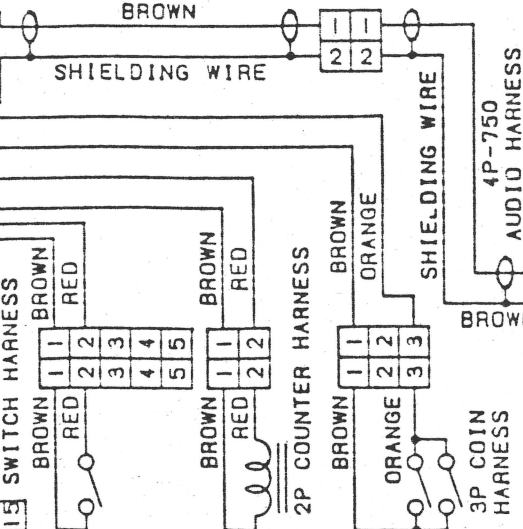 BROWN
SHIELDING WIRE
1 1
2 2
SHIELDING WIRE
4P-750
AUDIO HARNESS
BROWN
ORANGE
BROWN
RED
BROWN
RED
15 SWITCH HARNESS
1 2 3 4 5
1 2 3 4 5
BROWN
RED
1 2
1 2
BROWN
RED
2P COUNTER HARNESS
1 2 3
1 2 3
BROWN
ORANGE
3P COIN
HARNESS